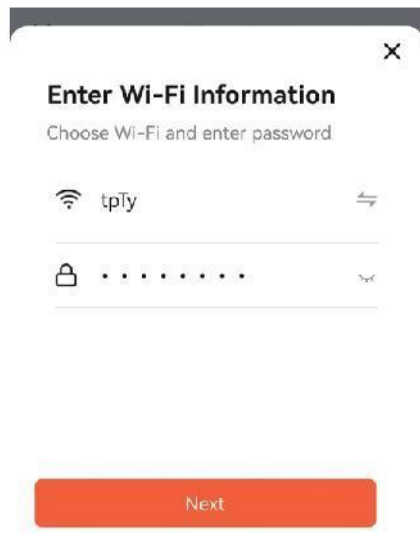 Enter Wi-Fi Information
Choose Wi-Fi and enter password
tpTy
• • • • • • • •
Next